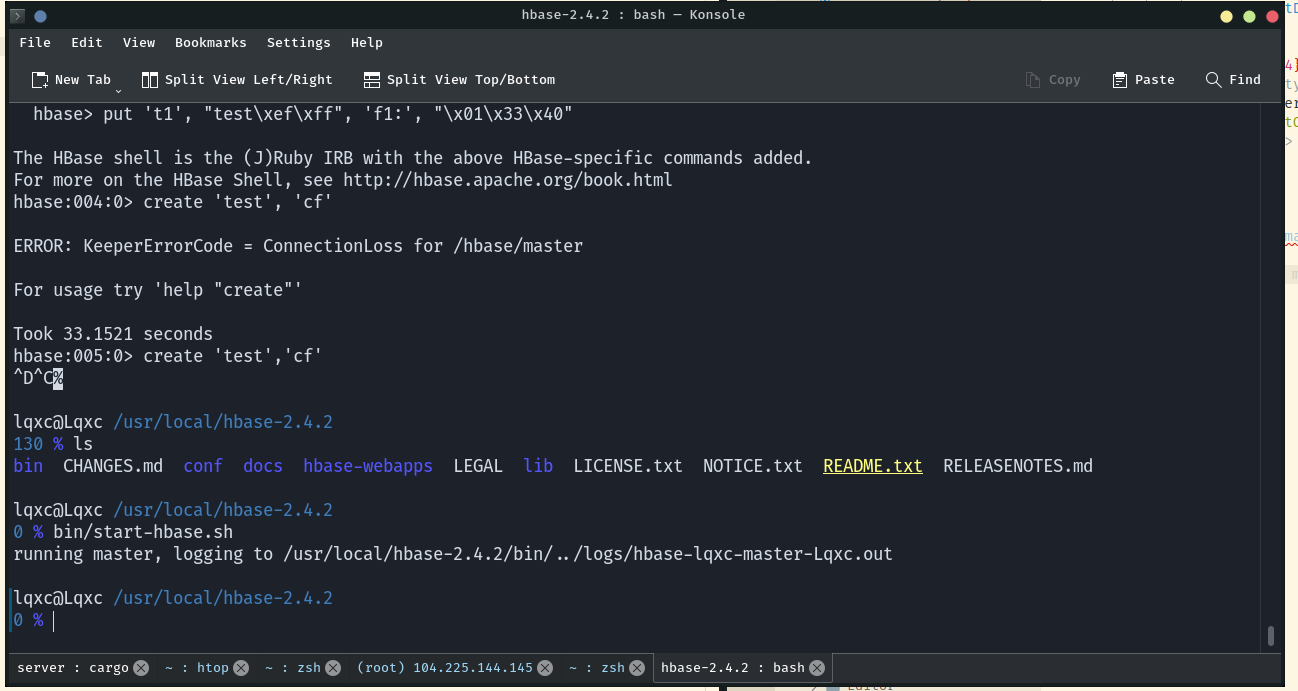 hbase-2.4.2 : bash — Konsole
File Edit View Bookmarks Settings Help
New Tab Split View Left/Right Split View Top/Bottom Copy Paste Find
hbase> put 't1', "test\xef\xff", 'f1:', "\x01\x33\x40"
The HBase shell is the (J)Ruby IRB with the above HBase-specific commands added.
For more on the HBase Shell, see http://hbase.apache.org/book.html
hbase:004:0> create 'test', 'cf'
ERROR: KeeperErrorCode = ConnectionLoss for /hbase/master
For usage try 'help "create"'
Took 33.1521 seconds
hbase:005:0> create 'test','cf'
^D^C%
lqxc@Lqxc /usr/local/hbase-2.4.2
130 % ls
bin CHANGES.md conf docs hbase-webapps LEGAL lib LICENSE.txt NOTICE.txt README.txt RELEASENOTES.md
lqxc@Lqxc /usr/local/hbase-2.4.2
0 % bin/start-hbase.sh
running master, logging to /usr/local/hbase-2.4.2/bin/../logs/hbase-lqxc-master-Lqxc.out
lqxc@Lqxc /usr/local/hbase-2.4.2
0 %
server : cargo ~ : htop ~ : zsh (root) 104.225.144.145 ~ : zsh hbase-2.4.2 : bash